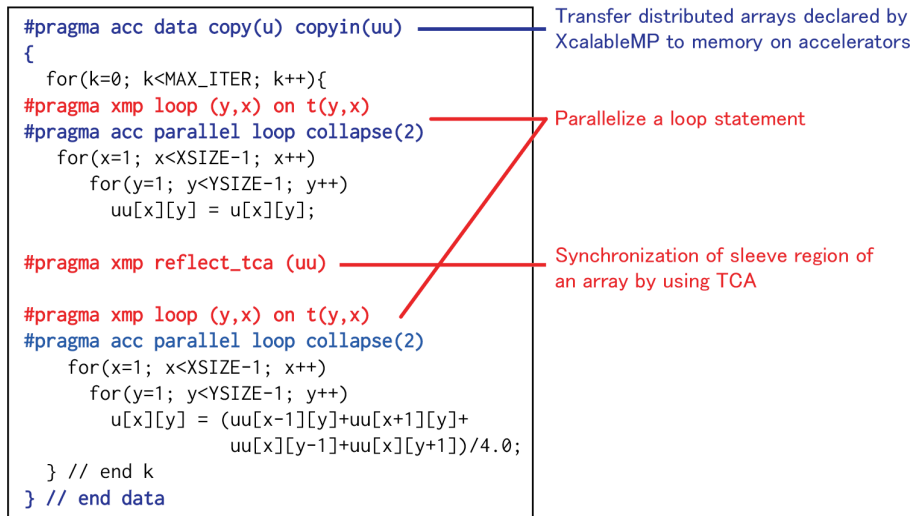 #pragma acc data copy(u) copyin(uu)
{
  for(k=0; k<MAX_ITER; k++){
#pragma xmp loop (y,x) on t(y,x)
#pragma acc parallel loop collapse(2)
   for(x=1; x<XSIZE-1; x++)
      for(y=1; y<YSIZE-1; y++)
        uu[x][y] = u[x][y];
#pragma xmp reflect_tca (uu)
#pragma xmp loop (y,x) on t(y,x)
#pragma acc parallel loop collapse(2)
    for(x=1; x<XSIZE-1; x++)
      for(y=1; y<YSIZE-1; y++)
        u[x][y] = (uu[x-1][y]+uu[x+1][y]+
                   uu[x][y-1]+uu[x][y+1])/4.0;
  } // end k
} // end data
Transfer distributed arrays declared by
XcalableMP to memory on accelerators
Parallelize a loop statement
Synchronization of sleeve region of
an array by using TCA